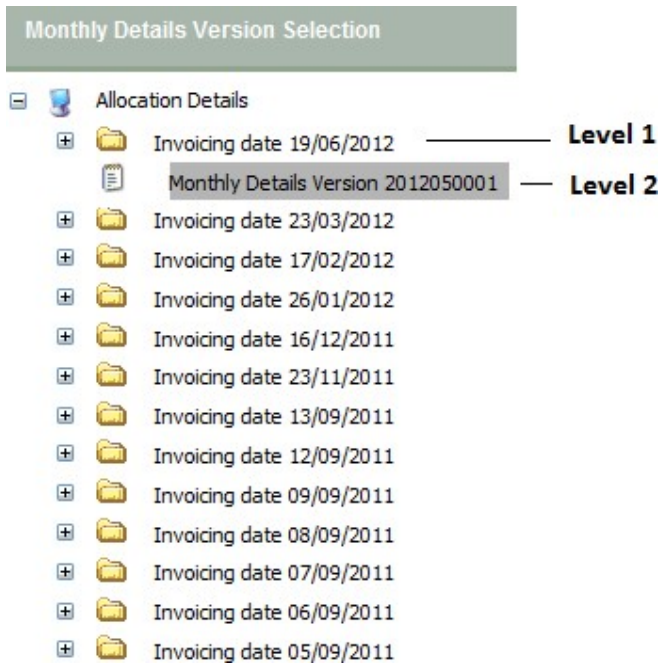 Monthly Details Version Selection
Allocation Details
Invoicing date 19/06/2012 Level 1
Monthly Details Version 2012050001 Level 2
Invoicing date 23/03/2012
Invoicing date 17/02/2012
Invoicing date 26/01/2012
Invoicing date 16/12/2011
Invoicing date 23/11/2011
Invoicing date 13/09/2011
Invoicing date 12/09/2011
Invoicing date 09/09/2011
Invoicing date 08/09/2011
Invoicing date 07/09/2011
Invoicing date 06/09/2011
Invoicing date 05/09/2011